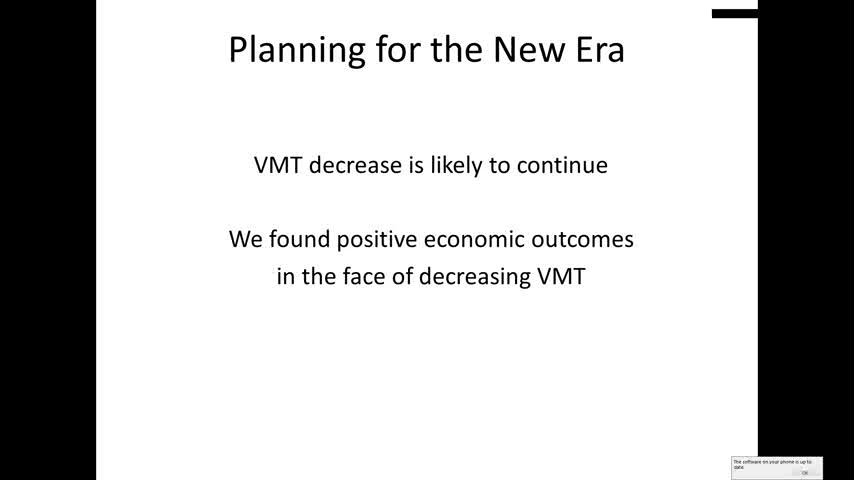 Planning for the New Era
VMT decrease is likely to continue
We found positive economic outcomes
in the face of decreasing VMT
The software on your phone is up to
date.
OK